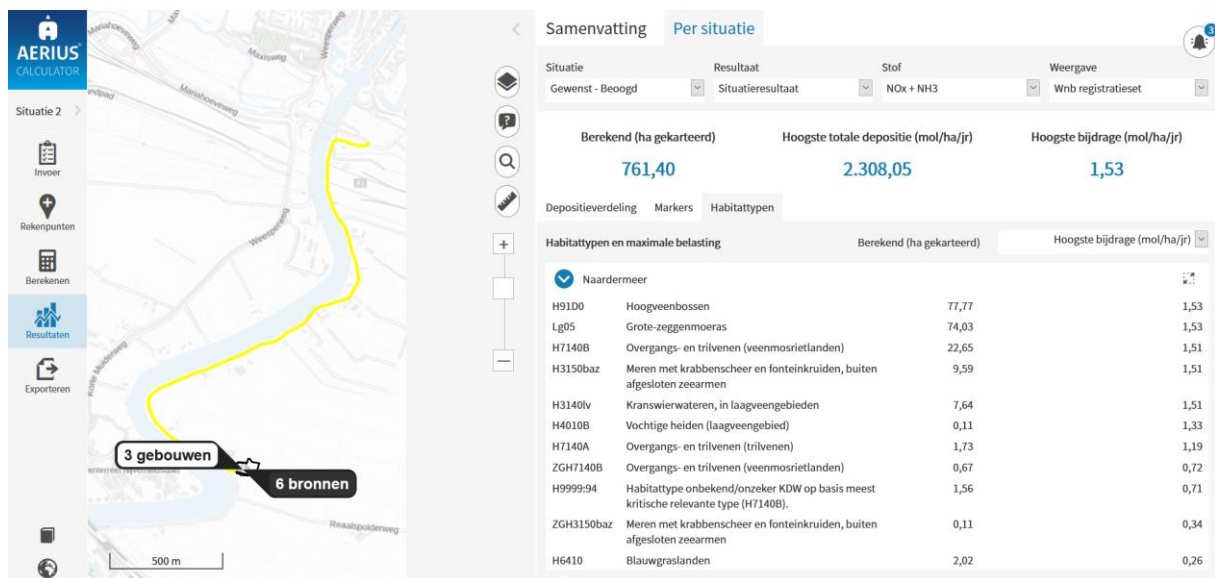 AERIUS
CALCULATOR
Situatie 2
Invoer
Rekenpunten
Berekenen
Resultaten
Exporteren
Mariahoeveweg
Maxisweg
Weesperweg
Mariahoeveweg
Weesperweg
Korte Muiderweg
Reaalspolderweg
3 gebouwen
6 bronnen
500 m
Samenvatting Per situatie
3
Situatie Resultaat Stof Weergave
Gewenst - Beoogd Situatieresultaat NOx + NH3 Wnb registratieset
Berekend (ha gekarteerd) Hoogste totale depositie (mol/ha/jr) Hoogste bijdrage (mol/ha/jr)
761,40 2.308,05 1,53
Depositieverdeling Markers Habitattypen
Habitattypen en maximale belasting Berekend (ha gekarteerd) Hoogste bijdrage (mol/ha/jr)
Naardermeer
H91D0 Hoogveenbossen 77,77 1,53
Lg05 Grote-zeggenmoeras 74,03 1,53
H7140B Overgangs- en trilvenen (veenmosrietlanden) 22,65 1,51
H3150baz Meren met krabbenscheer en fonteinkruiden, buiten 9,59 1,51
afgesloten zeearmen
H3140lv Kranswierwateren, in laagveengebieden 7,64 1,51
H4010B Vochtige heiden (laagveengebied) 0,11 1,33
H7140A Overgangs- en trilvenen (trilvenen) 1,73 1,19
ZGH7140B Overgangs- en trilvenen (veenmosrietlanden) 0,67 0,72
H9999:94 Habitattype onbekend/onzeker KDW op basis meest 1,56 0,71
kritische relevante type (H7140B).
ZGH3150baz Meren met krabbenscheer en fonteinkruiden, buiten 0,11 0,34
afgesloten zeearmen
H6410 Blauwgraslanden 2,02 0,26